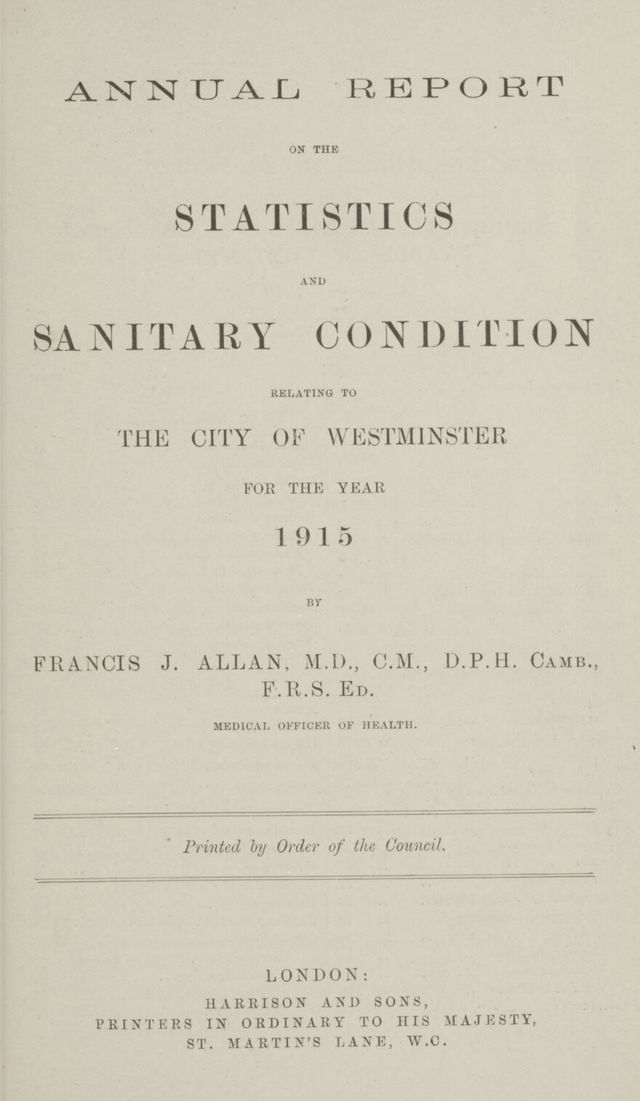 ANNUAL REPORT
ON THE
STATISTICS
AND
SANITARY CONDITION
RELATING TO
THE CITY OF WESTMINSTER
FOR THE YEAR
1915
BY
FRANCIS J. ALLAN, M.D., C.M., D.P.H. CAMB.,
F.R.S. ED.
MEDICAL OFFICER OF HEALTH.
Printed by Order of the Council.
LONDON:
HARRISON AND SONS,
PRINTERS IN ORDINARY TO HIS MAJESTY,
ST. MARTIN'S LANE, W.C.